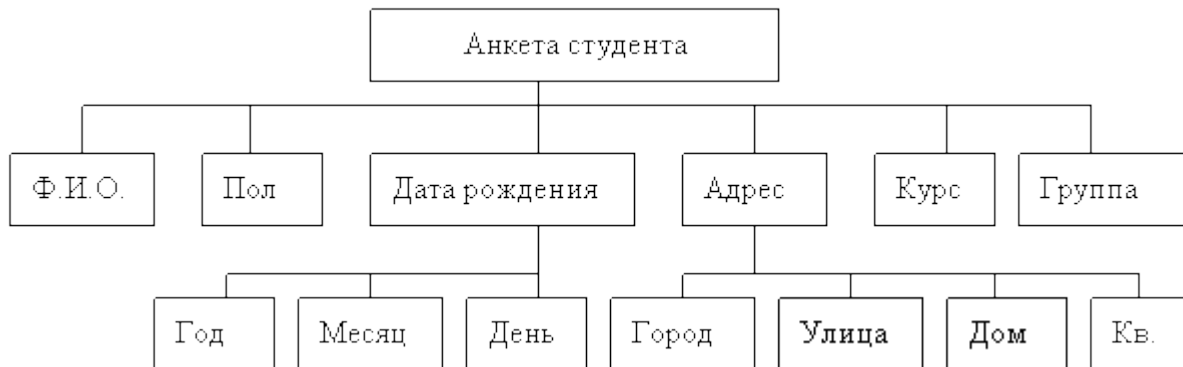 Анкета студента
Ф.И.О. Пол Дата рождения Адрес Курс Группа
Год Месяц День Город Улица Дом Кв.